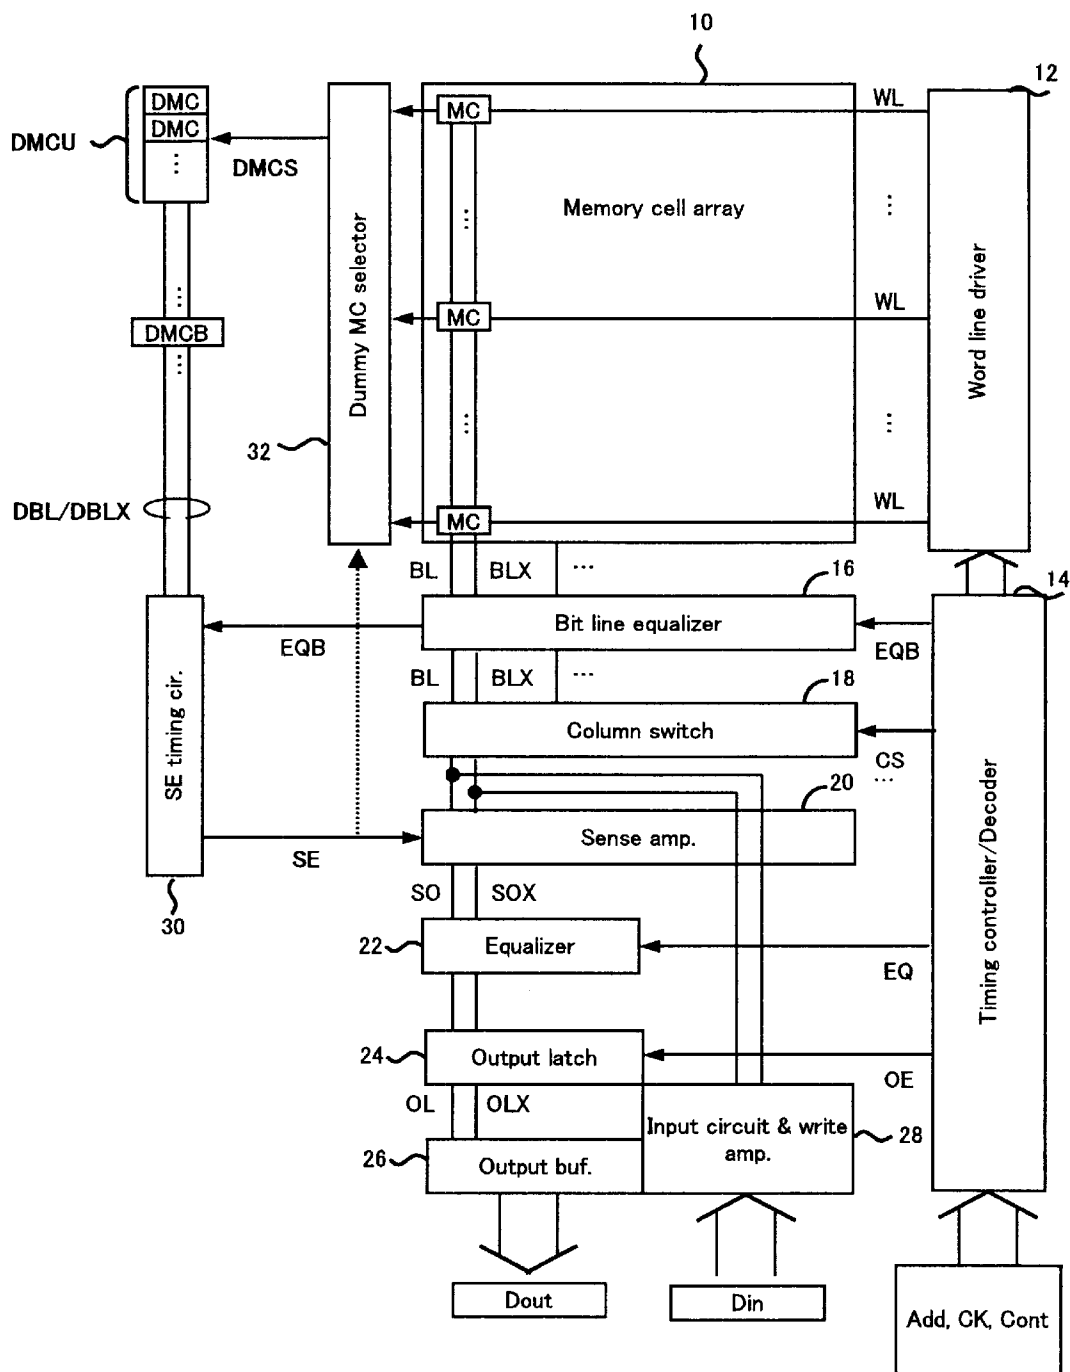 10
12
DMC
DMC
⋮
DMCU
DMCS
MC
WL
Memory cell array
⋮
⋮
Dummy MC selector
Word line driver
⋮
DMCB
⋮
MC
WL
⋮
⋮
32
DBL/DBLX
MC
WL
BL
BLX
...
16
14
Bit line equalizer
EQB
EQB
BL
BLX
...
18
SE timing cir.
Column switch
CS
...
20
Sense amp.
SE
SO
SOX
30
22
Equalizer
EQ
Timing controller/Decoder
24
Output latch
OE
OL
OLX
Input circuit & write
amp.
28
26
Output buf.
Dout
Din
Add, CK, Cont